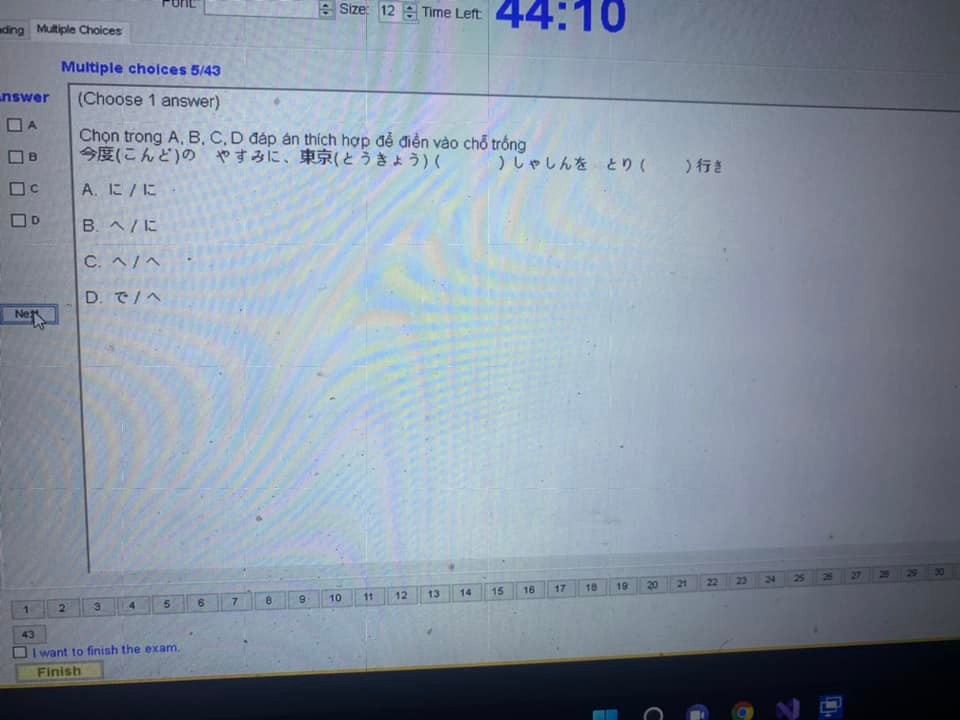 Font:
Size: 12 Time Left: 44:10
Multiple Choices
Multiple choices 5/43
Answer
(Choose 1 answer)
A
B
C
D
Chọn trong A, B, C, D đáp án thích hợp để điền vào chỗ trống
今度(こんど)の やすみに、東京(とうきょう) ( ) しゃしんを とり ( ) 行き
A. に / に
B. へ / に
C. へ / へ
D. で / へ
Next
1 2 3 4 5 6 7 8 9 10 11 12 13 14 15 16 17 18 19 20 21 22 23 24 25 26 27 28 29 30
43
I want to finish the exam.
Finish